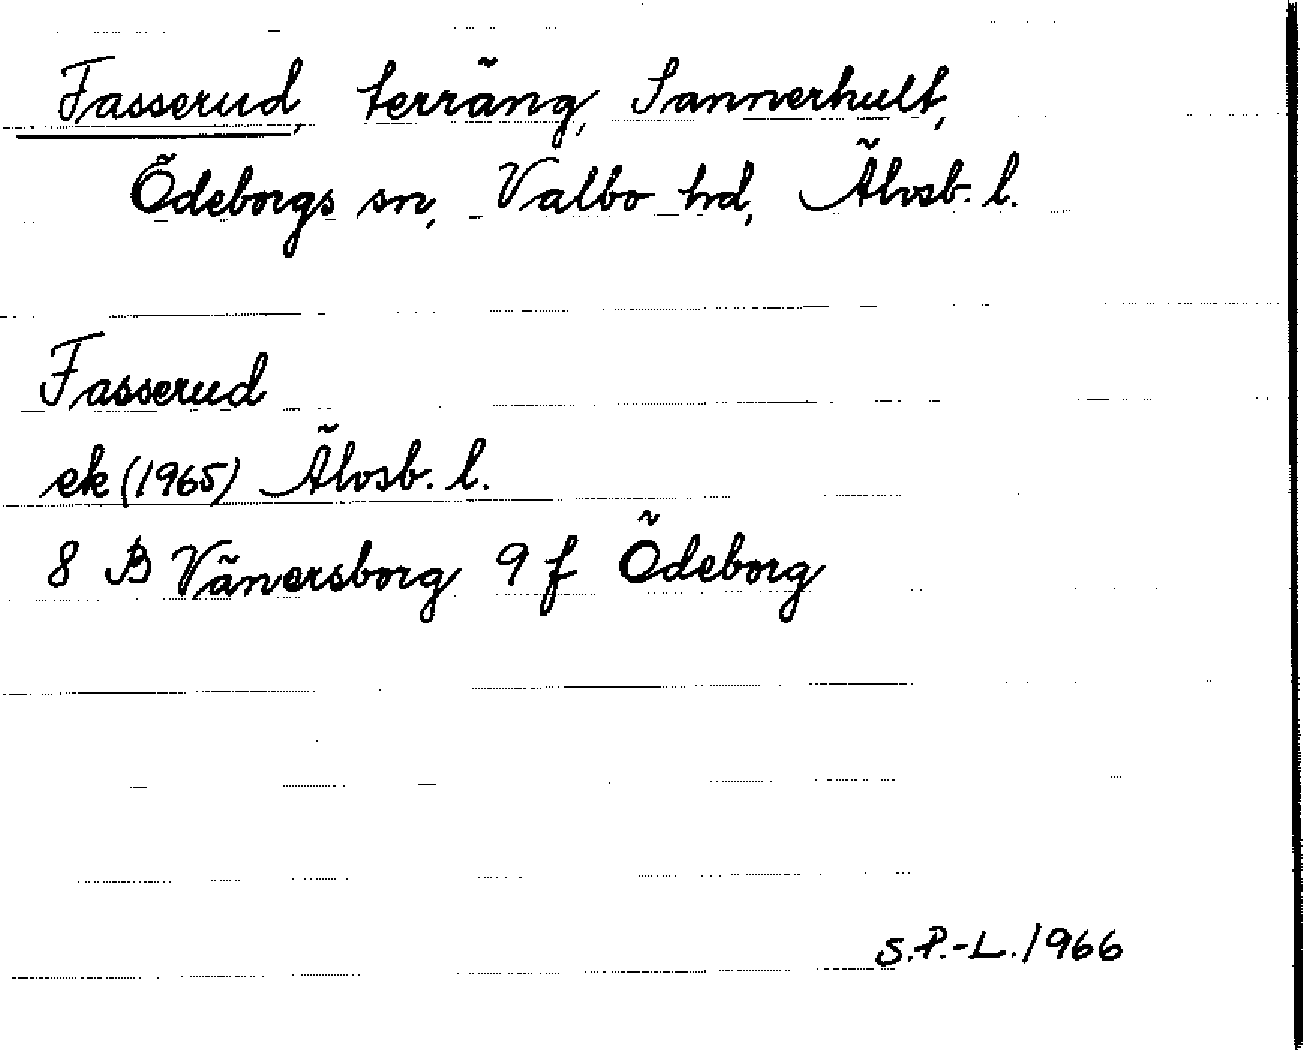 Fasserud, terräng, Sannerhult,
Ödeborgs sn, Valbo hd, Älvsb. l.
Fasserud
ek (1965) Älvsb. l.
8 B Vänersborg 9 f Ödeborg
S.P.-L. 1966